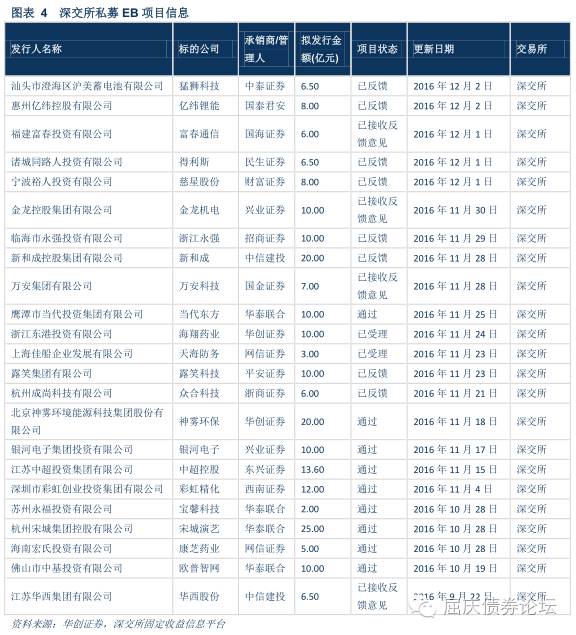 图表 4 深交所私募 EB 项目信息
发行人名称 标的公司 承销商/管理人 拟发行金额(亿元) 项目状态 更新日期 交易所
汕头市澄海区沪美蓄电池有限公司 猛狮科技 中泰证券 6.50 已反馈 2016 年 12 月 2 日 深交所
惠州亿纬控股有限公司 亿纬锂能 国泰君安 8.00 已反馈 2016 年 12 月 2 日 深交所
福建富春投资有限公司 富春通信 国海证券 6.00 已接收反馈意见 2016 年 12 月 1 日 深交所
诸城同路人投资有限公司 得利斯 民生证券 6.50 已反馈 2016 年 12 月 1 日 深交所
宁波裕人投资有限公司 慈星股份 财富证券 8.00 已反馈 2016 年 12 月 1 日 深交所
金龙控股集团有限公司 金龙机电 兴业证券 10.00 已接收反馈意见 2016 年 11 月 30 日 深交所
临海市永强投资有限公司 浙江永强 招商证券 10.00 已反馈 2016 年 11 月 29 日 深交所
新和成控股集团有限公司 新和成 中信建投 20.00 已反馈 2016 年 11 月 28 日 深交所
万安集团有限公司 万安科技 国金证券 7.00 已接收反馈意见 2016 年 11 月 28 日 深交所
鹰潭市当代投资集团有限公司 当代东方 华泰联合 10.00 通过 2016 年 11 月 25 日 深交所
浙江东港投资有限公司 海翔药业 华创证券 10.00 已受理 2016 年 11 月 24 日 深交所
上海佳船企业发展有限公司 天海防务 网信证券 3.00 已受理 2016 年 11 月 23 日 深交所
露笑集团有限公司 露笑科技 平安证券 10.00 已反馈 2016 年 11 月 23 日 深交所
杭州成尚科技有限公司 众合科技 浙商证券 6.00 已反馈 2016 年 11 月 21 日 深交所
北京神雾环境能源科技集团股份有限公司 神雾环保 华创证券 20.00 通过 2016 年 11 月 18 日 深交所
银河电子集团投资有限公司 银河电子 兴业证券 10.00 通过 2016 年 11 月 17 日 深交所
江苏中超投资集团有限公司 中超控股 东兴证券 13.60 通过 2016 年 11 月 15 日 深交所
深圳市彩虹创业投资集团有限公司 彩虹精化 西南证券 12.00 通过 2016 年 11 月 4 日 深交所
苏州永福投资有限公司 宝馨科技 华泰联合 2.00 通过 2016 年 10 月 28 日 深交所
杭州宋城集团控股有限公司 宋城演艺 华泰联合 25.00 通过 2016 年 10 月 28 日 深交所
海南宏氏投资有限公司 康芝药业 网信证券 5.00 通过 2016 年 10 月 28 日 深交所
佛山市中基投资有限公司 欧普智网 华泰联合 10.00 通过 2016 年 10 月 19 日 深交所
江苏华西集团有限公司 华西股份 中信建投 6.50 已接收反馈意见 2016 年 9 月 22 日 深交所
资料来源：华创证券，深交所固定收益信息平台
屈庆债券论坛